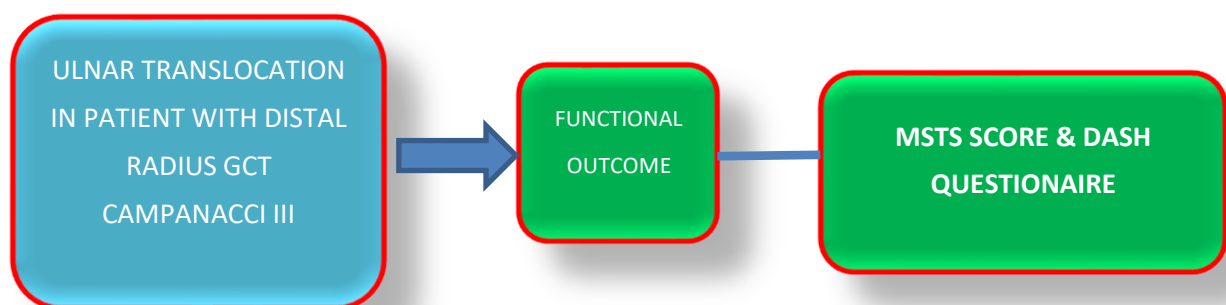 ULNAR TRANSLOCATION
IN PATIENT WITH DISTAL
RADIUS GCT
CAMPANACCI III
FUNCTIONAL
OUTCOME
MSTS SCORE & DASH
QUESTIONAIRE